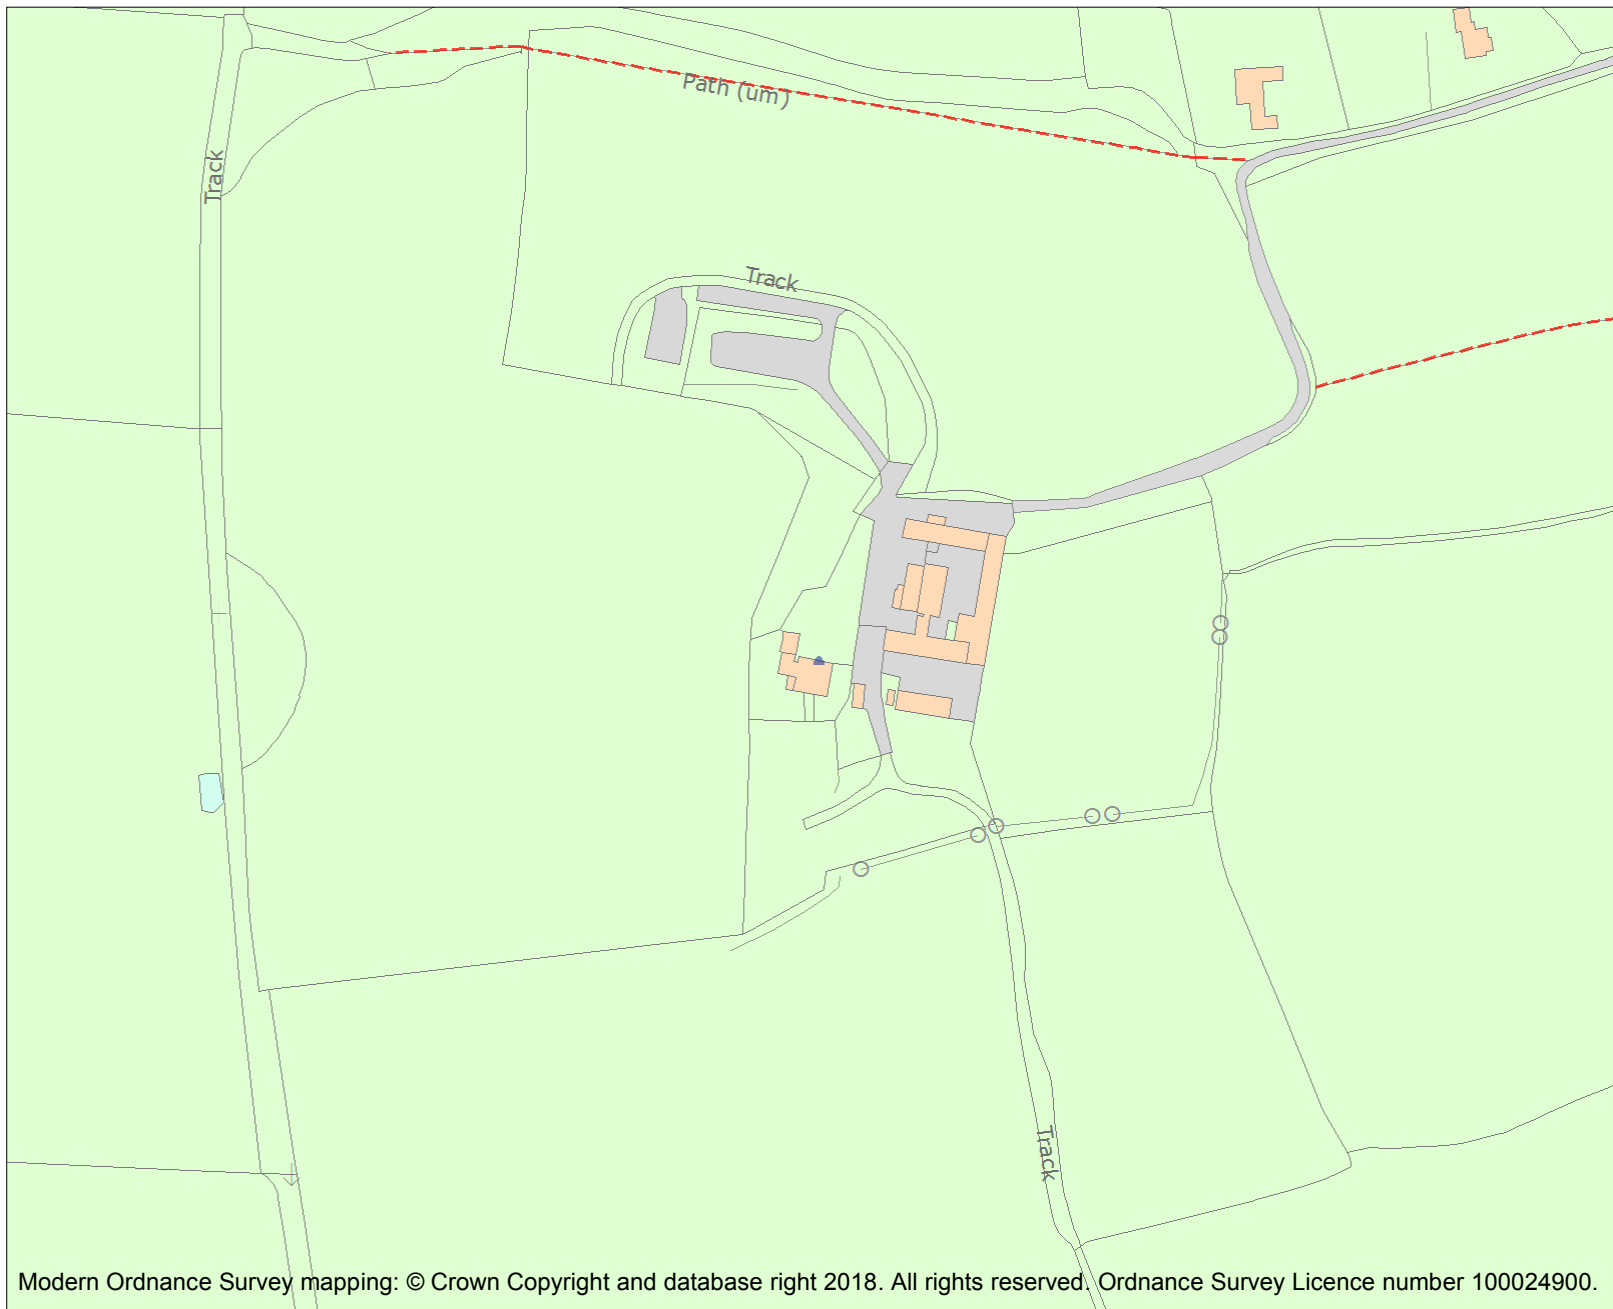 Path (um)
Track
Track
Track
Modern Ordnance Survey mapping: © Crown Copyright and database right 2018. All rights reserved. Ordnance Survey Licence number 100024900.